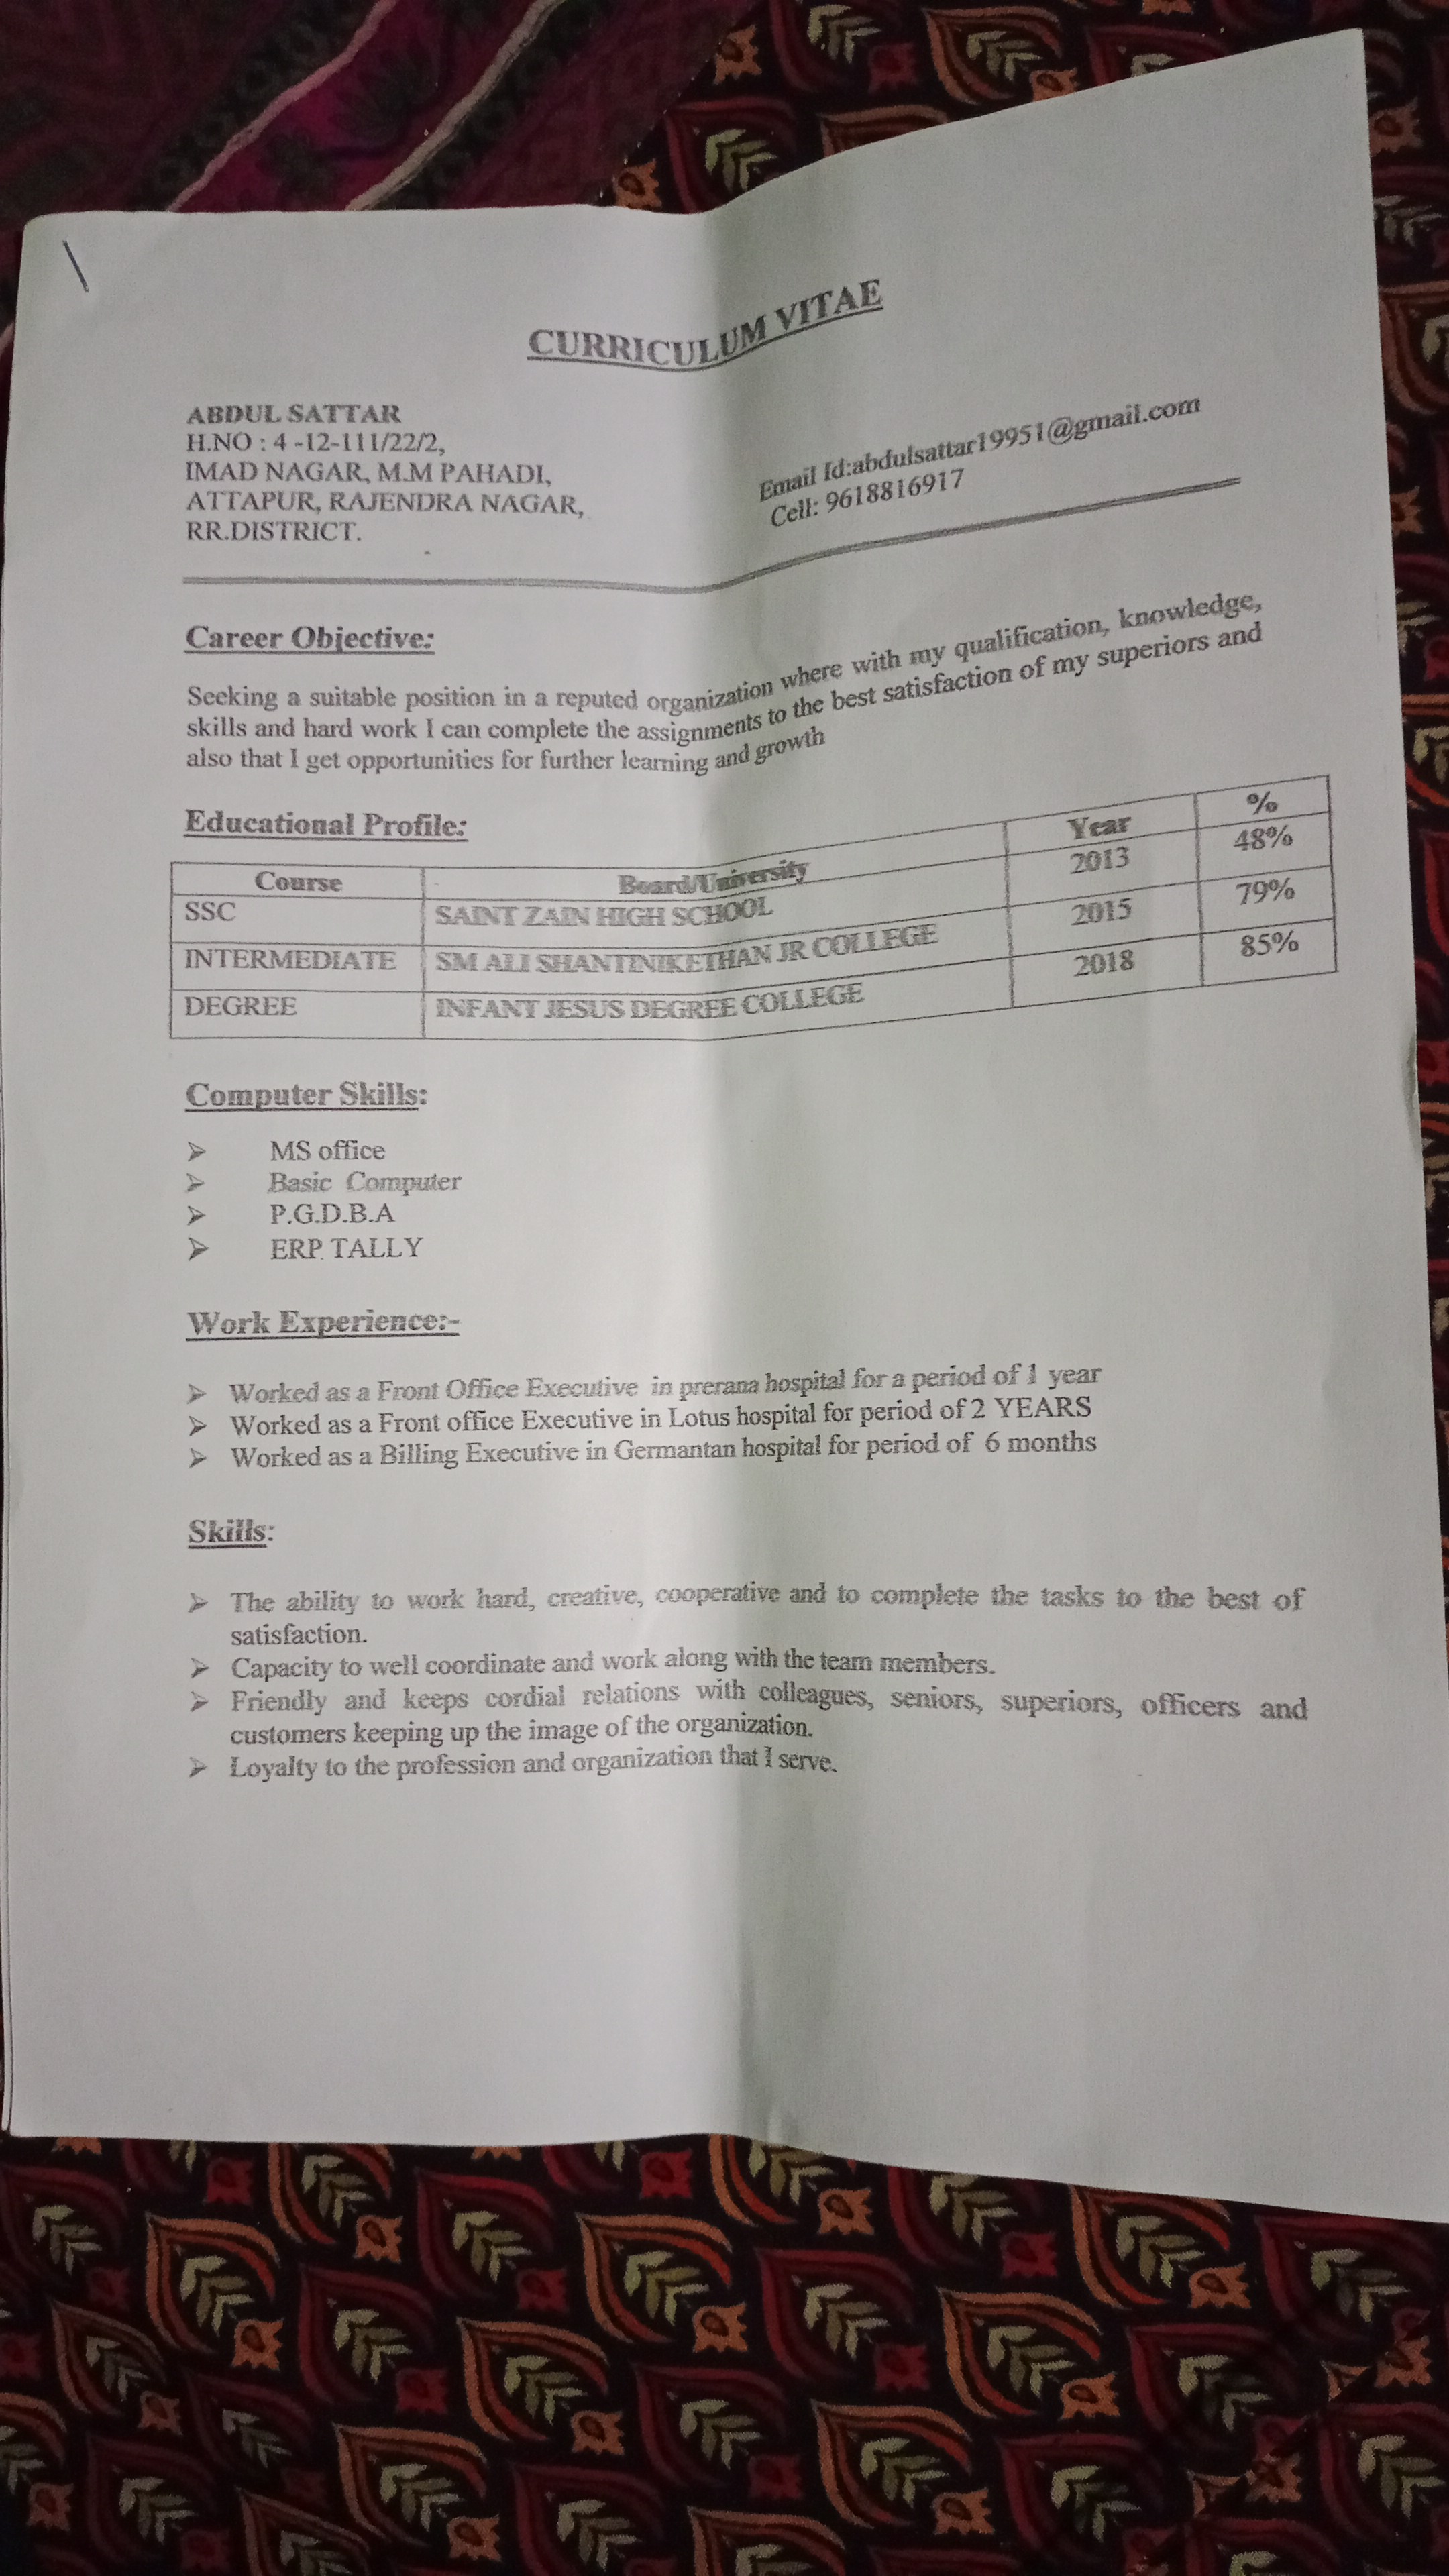 CURRICULUM VITAE
ABDUL SATTAR
H.NO : 4 -12-111/22/2,
IMAD NAGAR, M.M PAHADI,
ATTAPUR, RAJENDRA NAGAR,
RR.DISTRICT.
Email Id:abdulsattar19951@gmail.com
Cell: 9618816917
Career Objective:
Seeking a suitable position in a reputed organization where with my qualification, knowledge,
skills and hard work I can complete the assignments to the best satisfaction of my superiors and
also that I get opportunities for further learning and growth
Educational Profile:
Course Board/University Year %
SSC SAINT ZAIN HIGH SCHOOL 2013 48%
INTERMEDIATE SM ALI SHANTINIKETHAN JR COLLEGE 2015 79%
DEGREE INFANT JESUS DEGREE COLLEGE 2018 85%
Computer Skills:
➢ MS office
➢ Basic Computer
➢ P.G.D.B.A
➢ ERP. TALLY
Work Experience:-
➢ Worked as a Front Office Executive in prerana hospital for a period of 1 year
➢ Worked as a Front office Executive in Lotus hospital for period of 2 YEARS
➢ Worked as a Billing Executive in Germantan hospital for period of 6 months
Skills:
➢ The ability to work hard, creative, cooperative and to complete the tasks to the best of
satisfaction.
➢ Capacity to well coordinate and work along with the team members.
➢ Friendly and keeps cordial relations with colleagues, seniors, superiors, officers and
customers keeping up the image of the organization.
➢ Loyalty to the profession and organization that I serve.